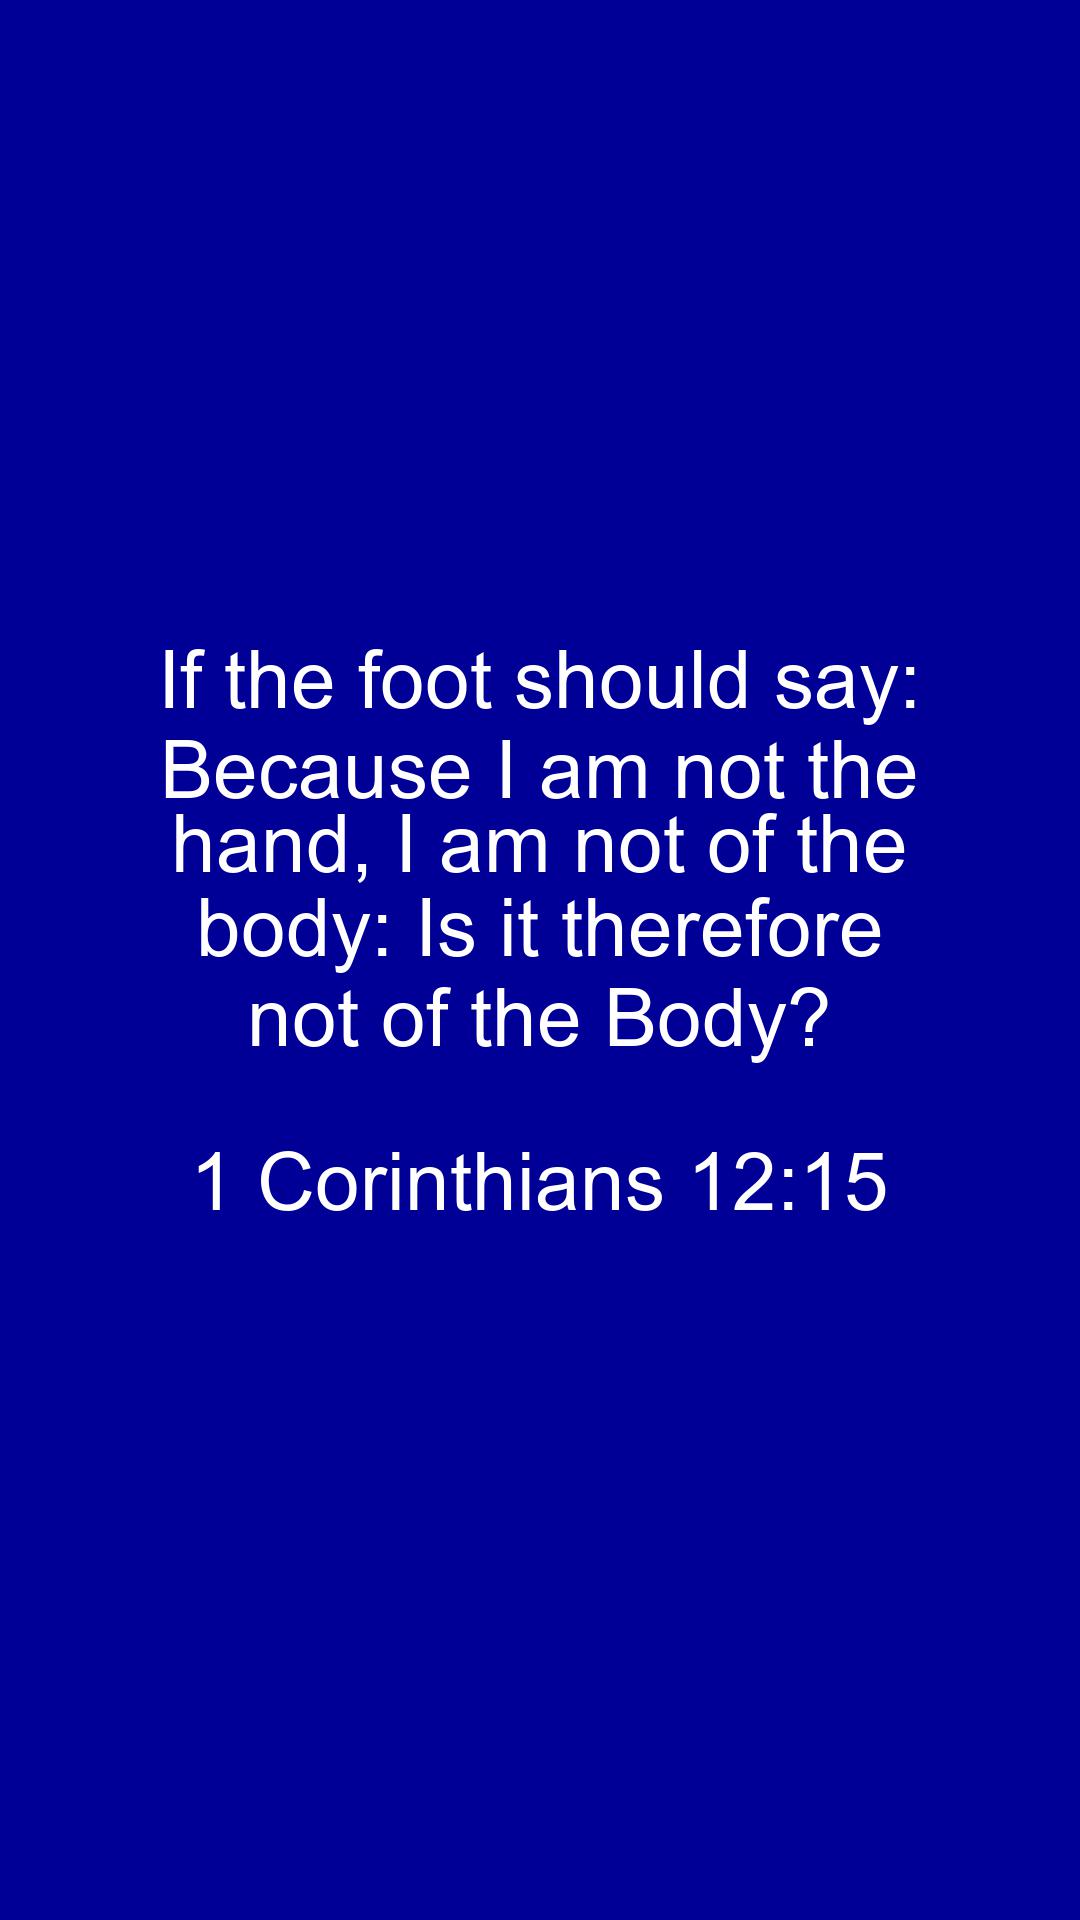 If the foot should say:
Because I am not the
hand, I am not of the
body: Is it therefore
not of the Body?
1 Corinthians 12:15